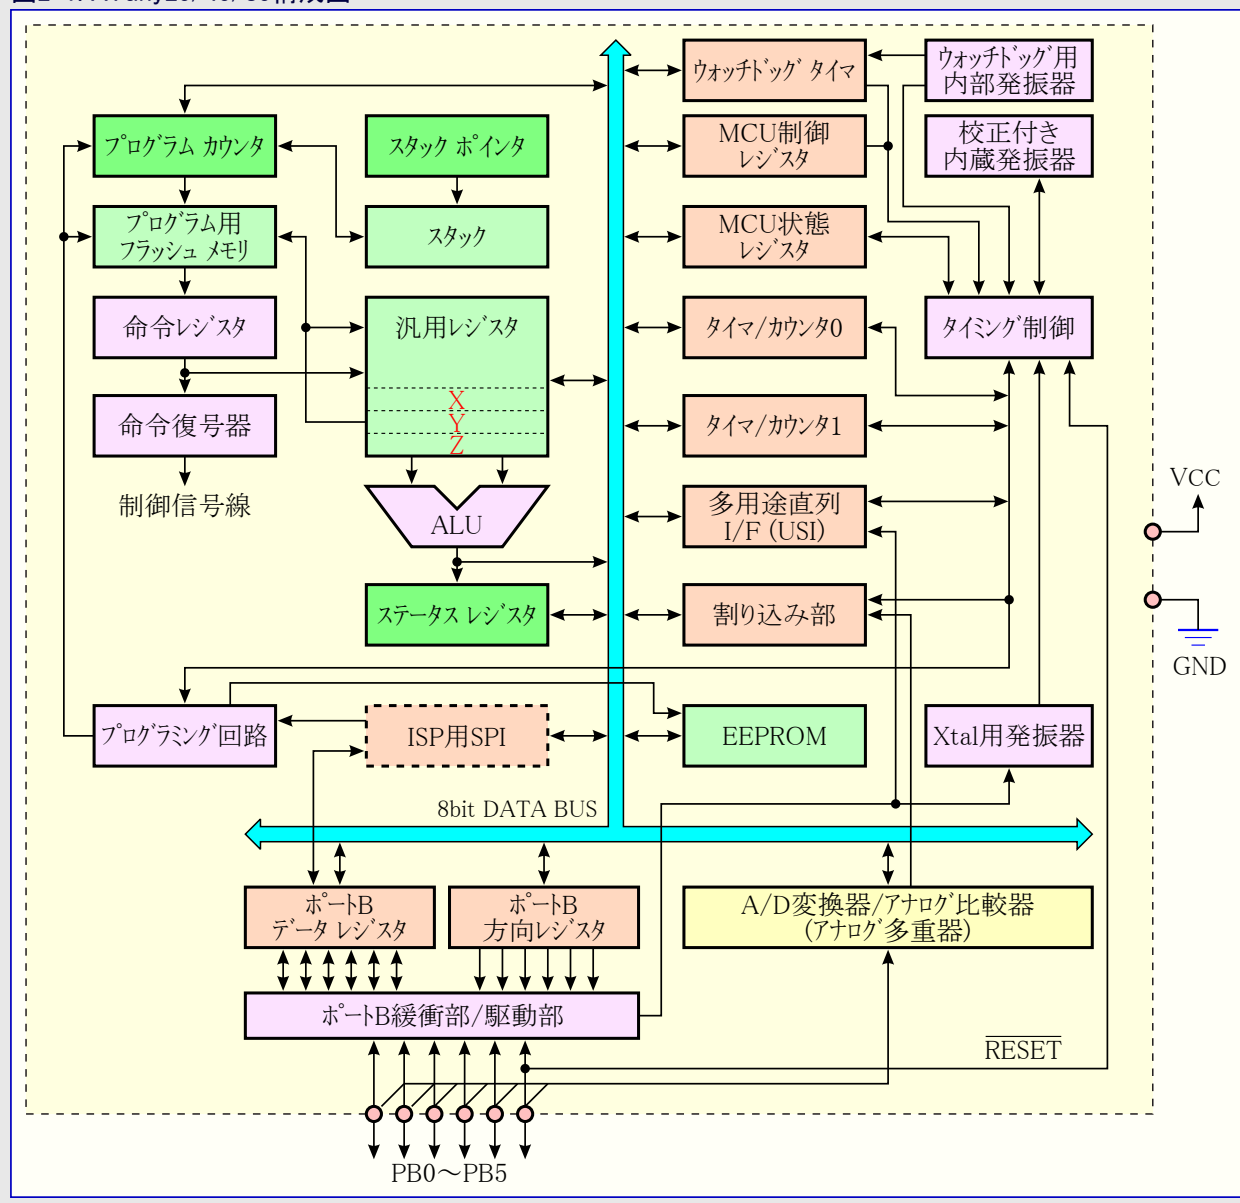 ウォッチドッグ タイマ
ウォッチドッグ用
内部発振器
プログラム カウンタ
スタック ポインタ
MCU制御
レジスタ
校正付き
内蔵発振器
プログラム用
フラッシュ メモリ
スタック
MCU状態
レジスタ
命令レジスタ
汎用レジスタ
X
Y
Z
タイマ/カウンタ0
タイミング制御
命令復号器
タイマ/カウンタ1
制御信号線
ALU
多用途直列
I/F (USI)
VCC
ステータス レジスタ
割り込み部
GND
プログラミング回路
ISP用SPI
EEPROM
Xtal用発振器
8bit DATA BUS
ポートB
データ レジスタ
ポートB
方向レジスタ
A/D変換器/アナログ比較器
(アナログ多重器)
ポートB緩衝部/駆動部
RESET
PB0～PB5